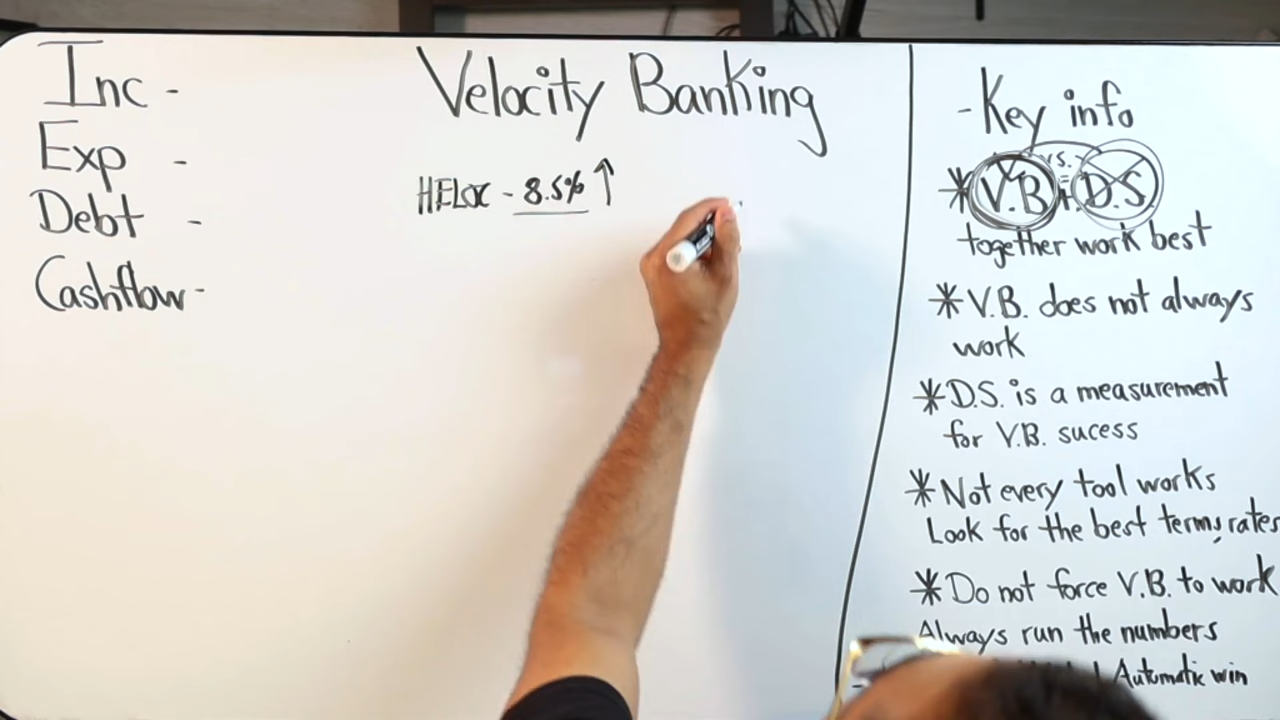 Inc -
Exp -
Debt -
Cashflow -
Velocity Banking
HELOC - 8.5% ↑
- Key info
vs.
* V.B + D.S.
together work best
* V.B. does not always
work
* D.S. is a measurement
for V.B. sucess
* Not every tool works
Look for the best terms, rates
* Do not force V.B. to work
Always run the numbers
Automatic win